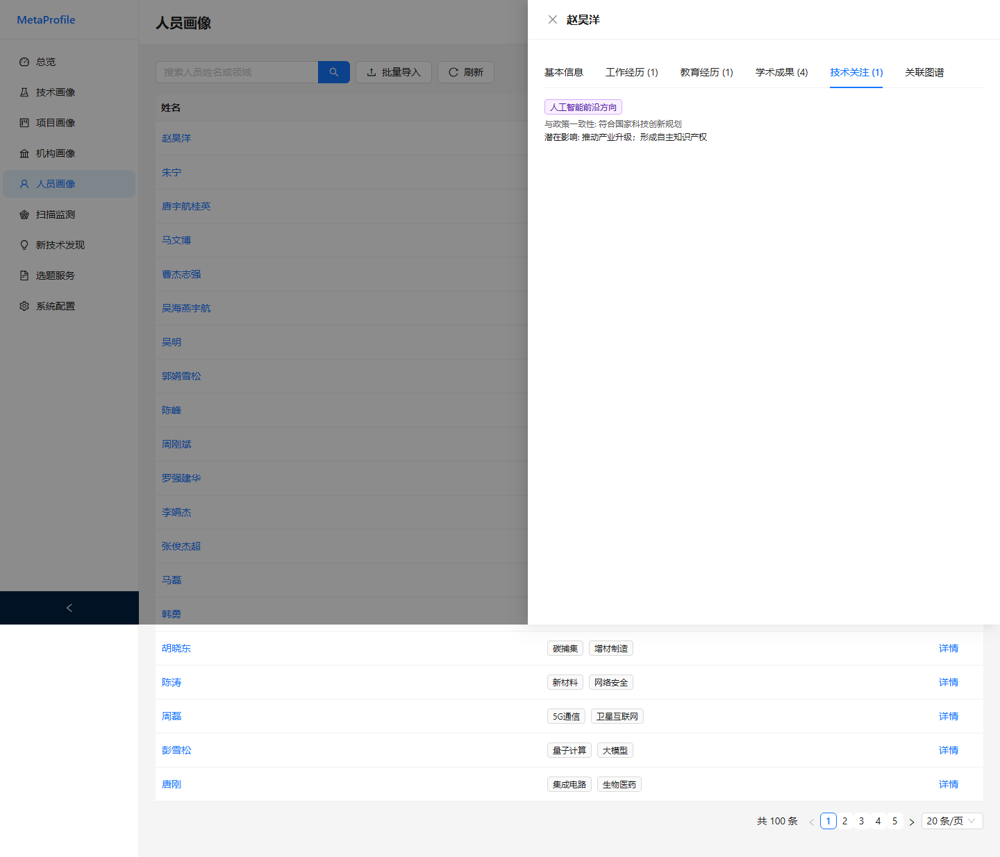 MetaProfile
总览
技术画像
项目画像
机构画像
人员画像
扫描监测
新技术发现
选题服务
系统配置
人员画像
搜索人员姓名或领域
批量导入
刷新
姓名
赵昊洋
朱宁
唐宇航桂英
马文博
曹杰志强
吴海燕宇航
吴明
郭娟雪松
陈峰
周刚斌
罗强建华
李娟杰
张俊杰超
马磊
韩勇
胡晓东 碳捕集 增材制造 详情
陈涛 新材料 网络安全 详情
周磊 5G通信 卫星互联网 详情
彭雪松 量子计算 大模型 详情
唐刚 集成电路 生物医药 详情
共 100 条 1 2 3 4 5 20 条/页
赵昊洋
基本信息 工作经历 (1) 教育经历 (1) 学术成果 (4) 技术关注 (1) 关联图谱
人工智能前沿方向
与政策一致性: 符合国家科技创新规划
潜在影响: 推动产业升级；形成自主知识产权